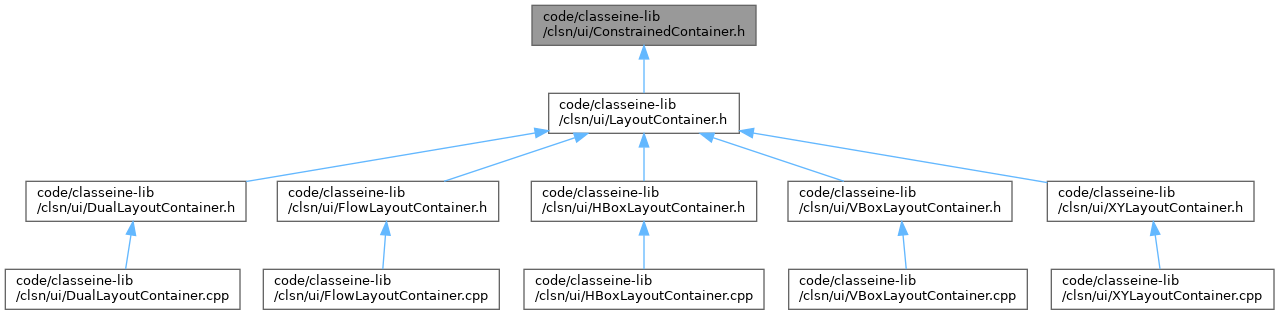 code/classeine-lib
/clsn/ui/ConstrainedContainer.h
code/classeine-lib
/clsn/ui/LayoutContainer.h
code/classeine-lib
/clsn/ui/DualLayoutContainer.h
code/classeine-lib
/clsn/ui/FlowLayoutContainer.h
code/classeine-lib
/clsn/ui/HBoxLayoutContainer.h
code/classeine-lib
/clsn/ui/VBoxLayoutContainer.h
code/classeine-lib
/clsn/ui/XYLayoutContainer.h
code/classeine-lib
/clsn/ui/DualLayoutContainer.cpp
code/classeine-lib
/clsn/ui/FlowLayoutContainer.cpp
code/classeine-lib
/clsn/ui/HBoxLayoutContainer.cpp
code/classeine-lib
/clsn/ui/VBoxLayoutContainer.cpp
code/classeine-lib
/clsn/ui/XYLayoutContainer.cpp